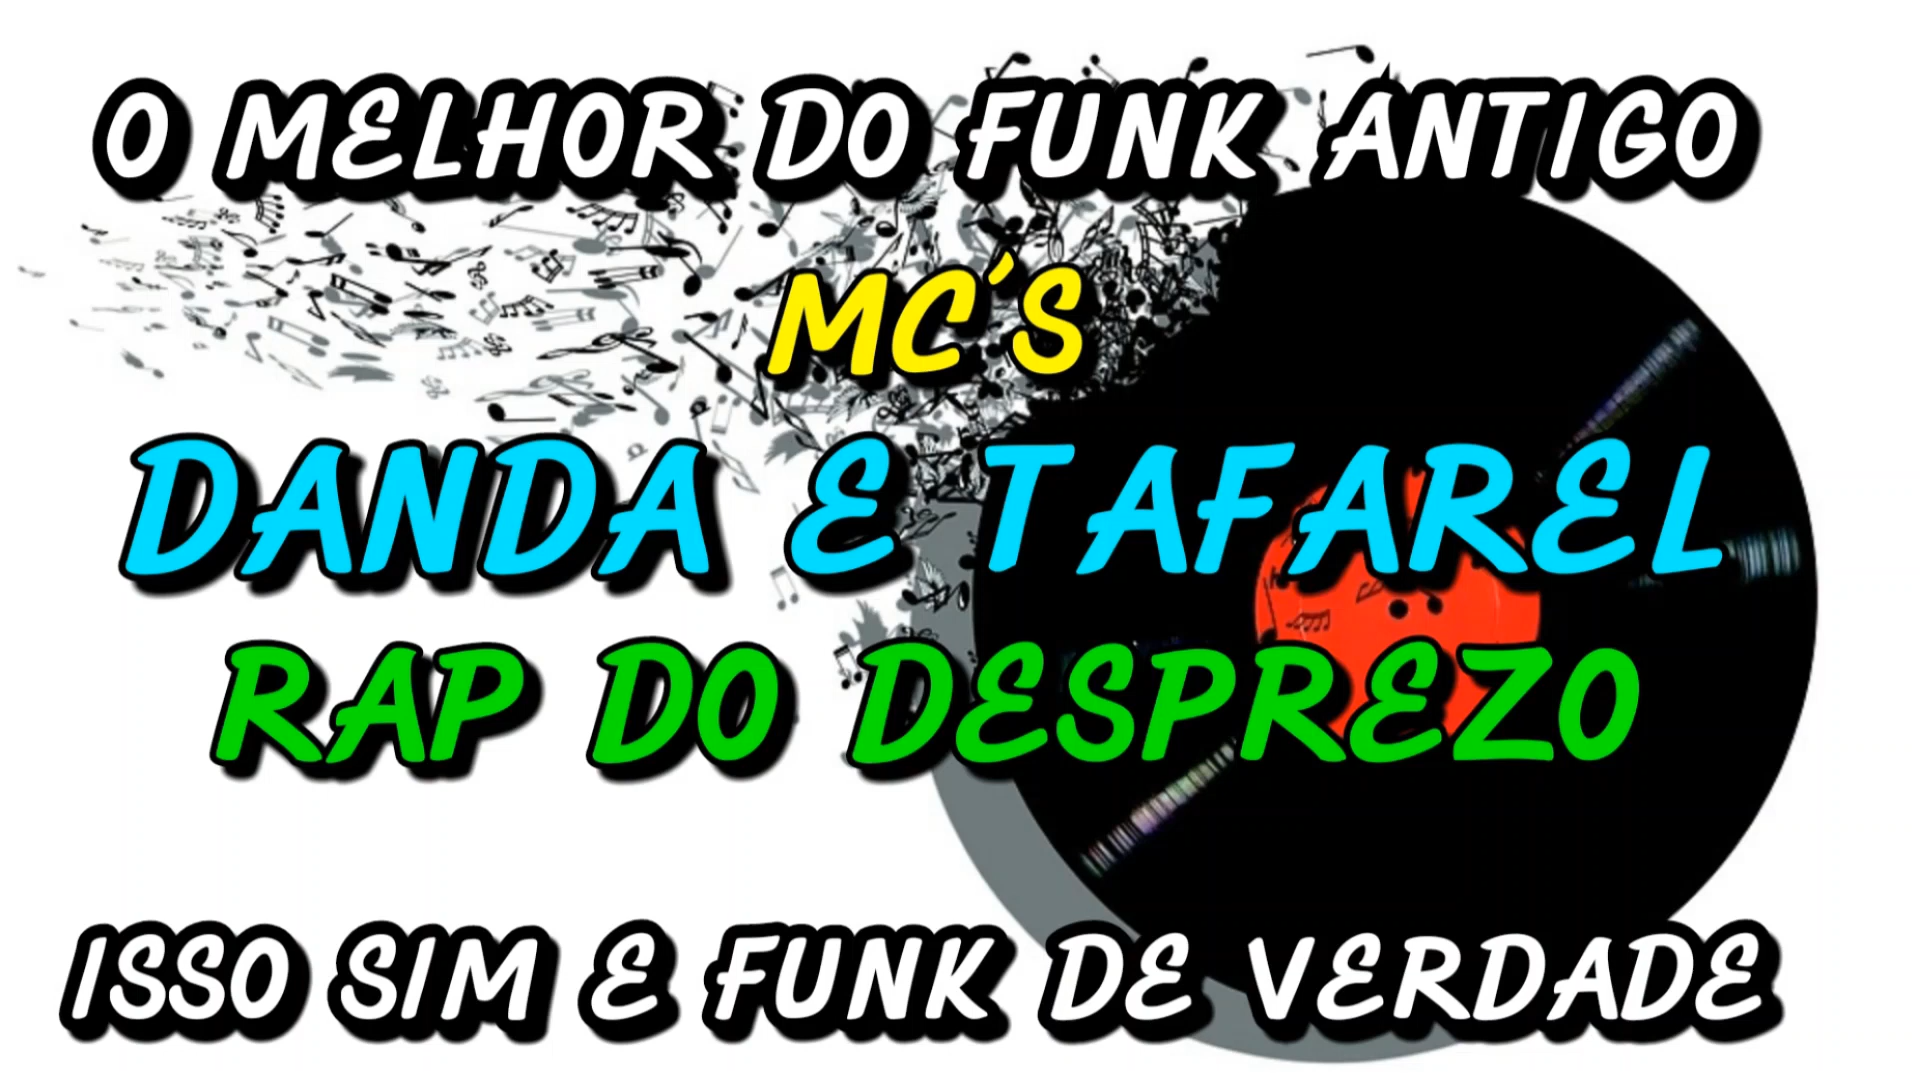 O MELHOR DO FUNK ANTIGO
MC'S
DANDA E TAFAREL
RAP DO DESPREZO
ISSO SIM E FUNK DE VERDADE